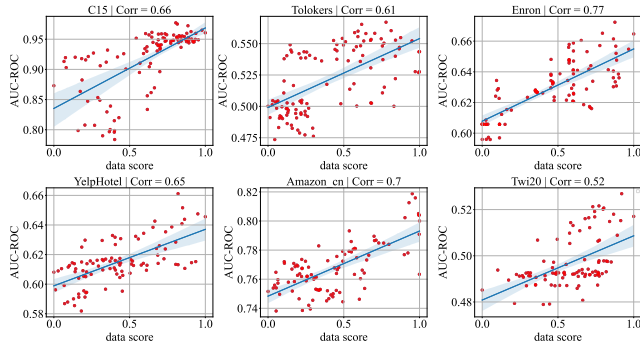 C15 | Corr = 0.66
Tolokers | Corr = 0.61
Enron | Corr = 0.77
AUC-ROC
0.95
0.90
0.85
0.80
0.0
0.5
1.0
data score
AUC-ROC
0.550
0.525
0.500
0.475
0.0
0.5
1.0
data score
AUC-ROC
0.66
0.64
0.62
0.60
0.0
0.5
1.0
data score
YelpHotel | Corr = 0.65
Amazon_cn | Corr = 0.7
Twi20 | Corr = 0.52
AUC-ROC
0.66
0.64
0.62
0.60
0.58
0.0
0.5
1.0
data score
AUC-ROC
0.82
0.80
0.78
0.76
0.74
0.0
0.5
1.0
data score
AUC-ROC
0.52
0.50
0.48
0.0
0.5
1.0
data score